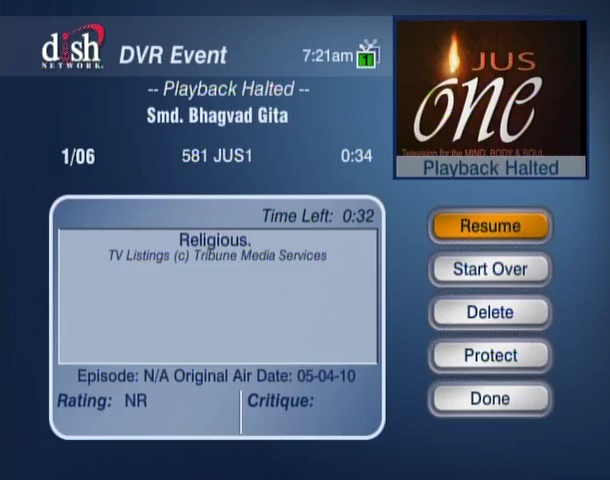 dish
NETWORK.
DVR Event
7:21am
1
-- Playback Halted --
Smd. Bhagvad Gita
1/06 581 JUS1 0:34
JUS
one
Television for the MIND, BODY & SOUL
Playback Halted
Time Left: 0:32
Religious.
TV Listings (c) Tribune Media Services
Episode: N/A Original Air Date: 05-04-10
Rating: NR
Critique:
Resume
Start Over
Delete
Protect
Done